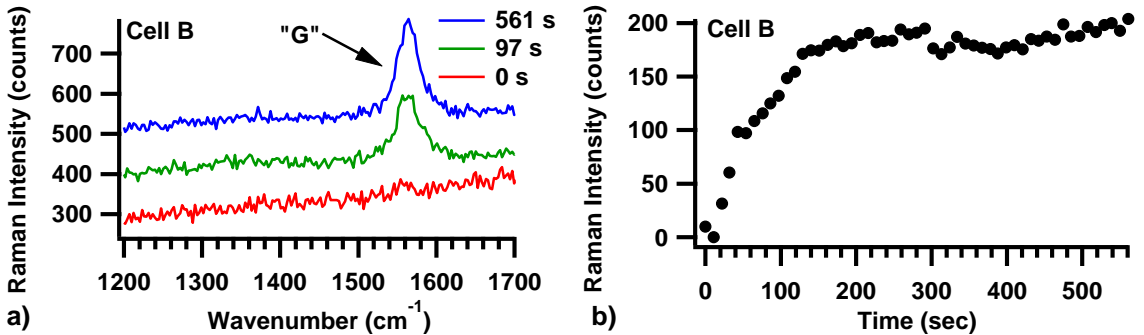 Cell B
"G"
561 s
97 s
0 s
Raman Intensity (counts)
700
600
500
400
300
1200 1300 1400 1500 1600 1700
Wavenumber (cm⁻¹)
a)
Cell B
Raman Intensity (counts)
200
150
100
50
0
0 100 200 300 400 500
Time (sec)
b)